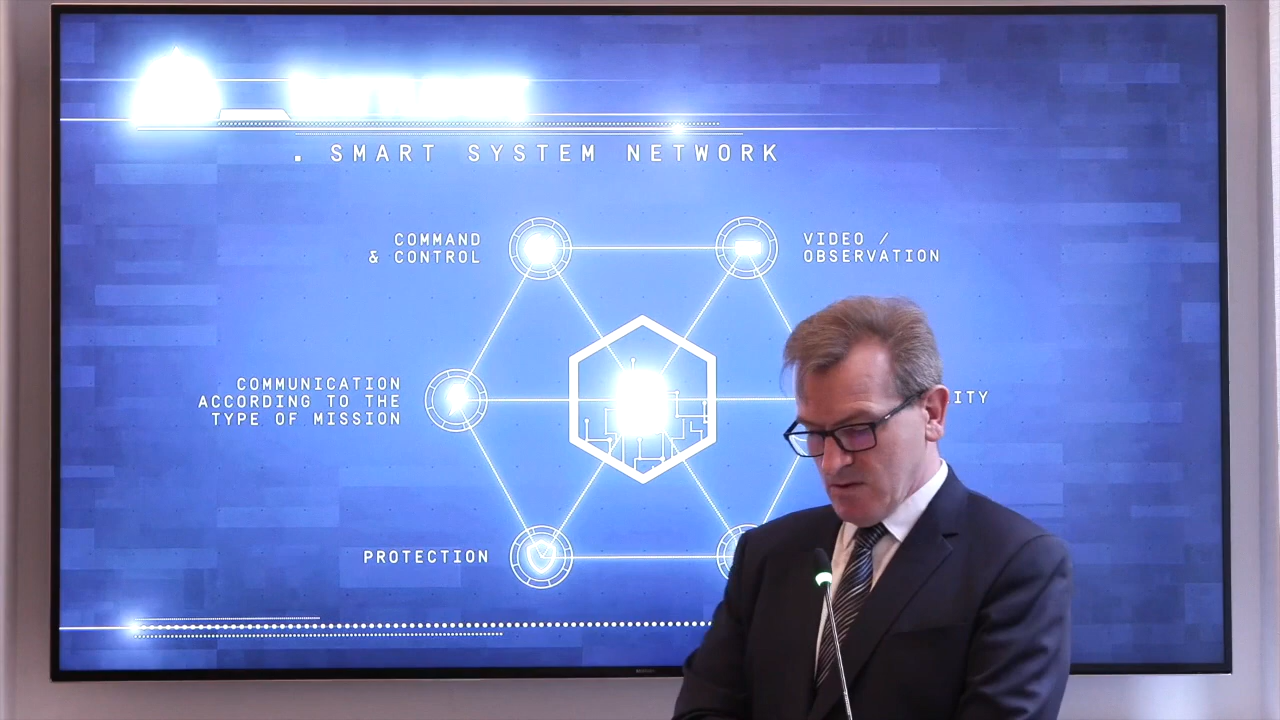 . SMART SYSTEM NETWORK
COMMAND
& CONTROL
VIDEO /
OBSERVATION
COMMUNICATION
ACCORDING TO THE
TYPE OF MISSION
ITY
PROTECTION